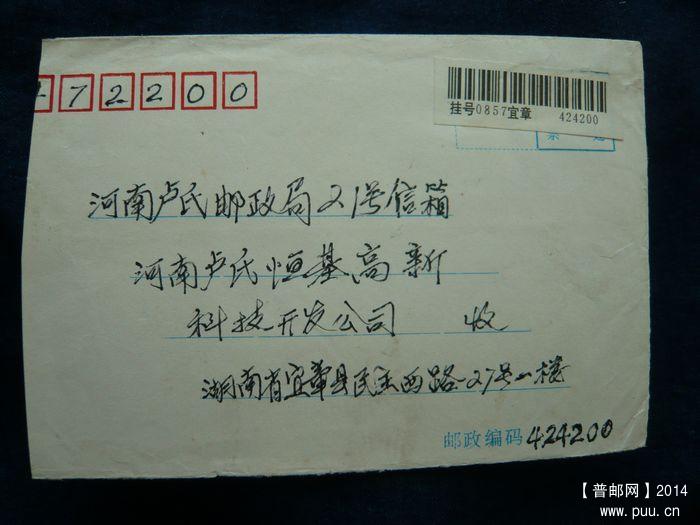 472200
挂号0857宜章 424200
河南卢氏邮政局21号信箱
河南卢氏恒基高新
科技开发公司 收
湖南省宜章县民主西路27号一楼
邮政编码424200
【普邮网】2014
www.puu.cn